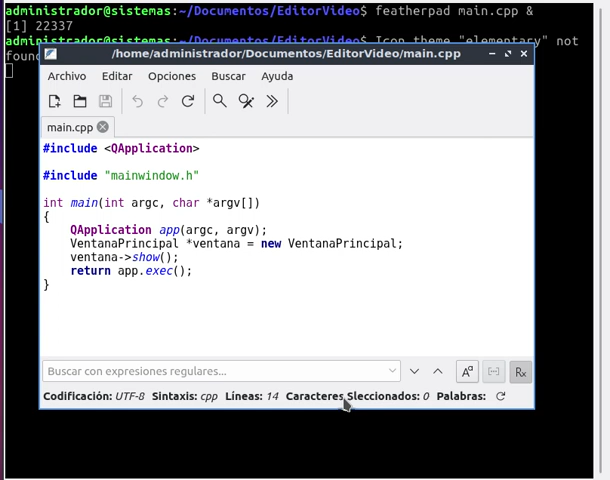 administrador@sistemas:~/Documentos/EditorVideo$ featherpad main.cpp &
[1] 22337
administrador@sistemas:~/Documentos/EditorVideo$ Icon theme "elementary" not
foun
/home/administrador/Documentos/EditorVideo/main.cpp
Archivo Editar Opciones Buscar Ayuda
main.cpp
#include <QApplication>
#include "mainwindow.h"
int main(int argc, char *argv[])
{
QApplication app(argc, argv);
VentanaPrincipal *ventana = new VentanaPrincipal;
ventana->show();
return app.exec();
}
Buscar con expresiones regulares...
Codificación: UTF-8 Sintaxis: cpp Líneas: 14 Caracteres Sleccionados: 0 Palabras: